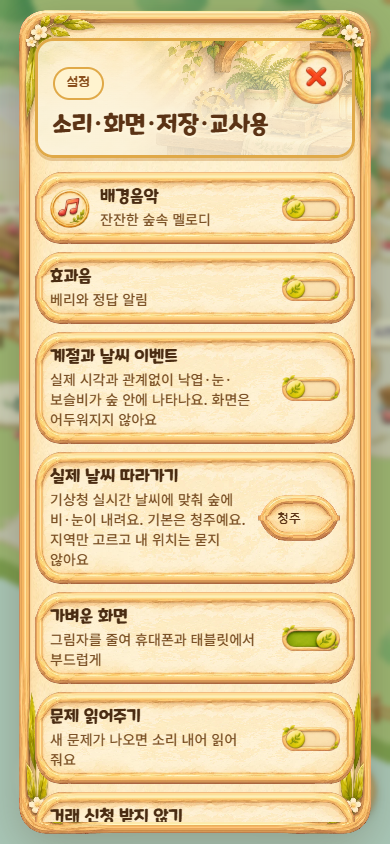 설정
소리·화면·저장·교사용
배경음악
잔잔한 숲속 멜로디
효과음
베리와 정답 알림
계절과 날씨 이벤트
실제 시각과 관계없이 낙엽·눈·
보슬비가 숲 안에 나타나요. 화면은
어두워지지 않아요
실제 날씨 따라가기
기상청 실시간 날씨에 맞춰 숲에
비·눈이 내려요. 기본은 청주예요.
지역만 고르고 내 위치는 묻지
않아요
청주
가벼운 화면
그림자를 줄여 휴대폰과 태블릿에서
부드럽게
문제 읽어주기
새 문제가 나오면 소리 내어 읽어
줘요
거래 신청 받지 않기